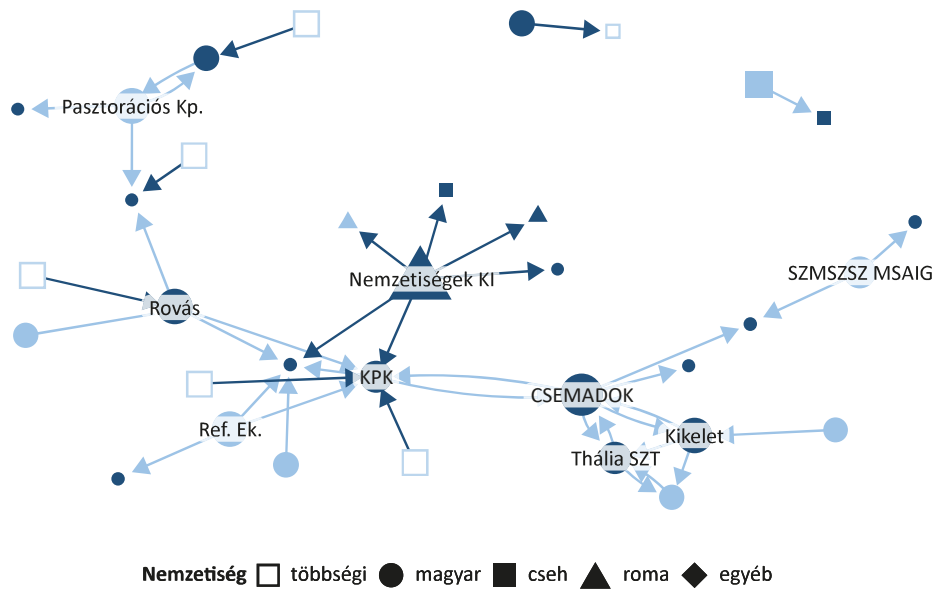 Pasztorációs Kp.
Nemzetiségek KI
SZMSZSZ MSAIG
Rovás
KPK
CSEMADOK
Ref. Ek.
Kikelet
Thália SZT
Nemzetiség többségi magyar cseh roma egyéb